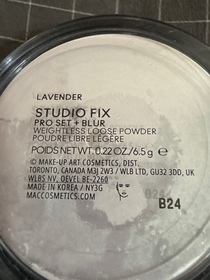 LAVENDER
STUDIO FIX
PRO SET + BLUR
WEIGHTLESS LOOSE POWDER
POUDRE LIBRE LÉGÈRE
POIDS NETWT. 0.22 OZ./6.5 g ℮
© MAKE-UP ART COSMETICS, DIST.
TORONTO, CANADA M3J 2W3 / WLB LTD, GU32 3DD, UK
WLBS NV, OEVEL BE-2260
MADE IN KOREA / NY3G
MACCOSMETICS.COM
B24